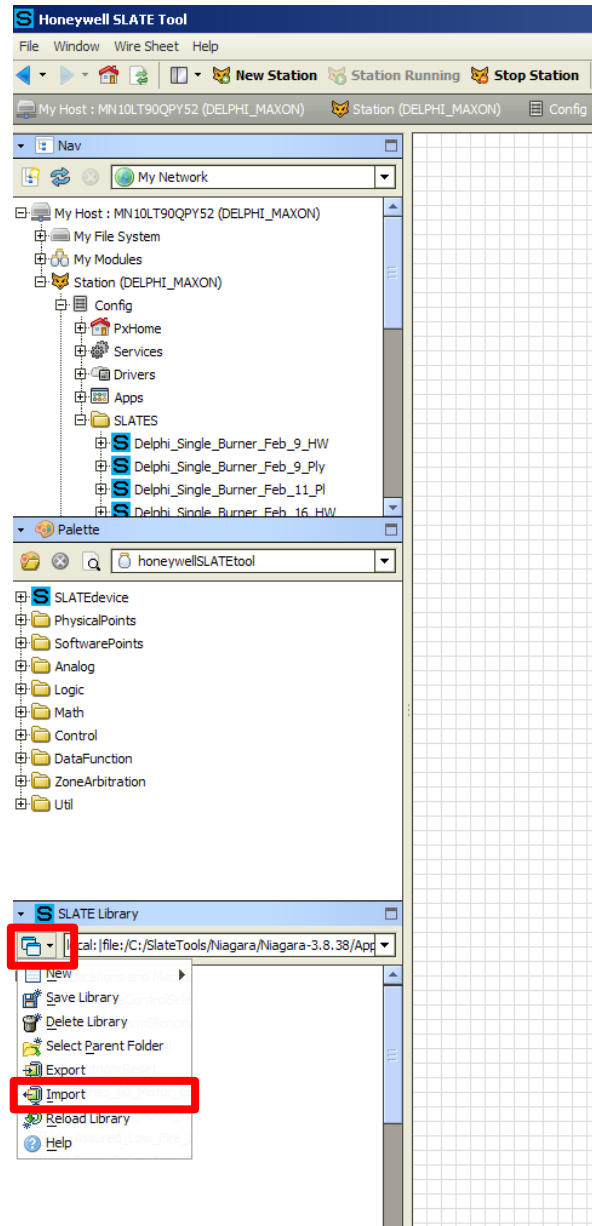 Honeywell SLATE Tool
File Window Wire Sheet Help
New Station Station Running Stop Station
My Host : MN10LT90QPY52 (DELPHI_MAXON) Station (DELPHI_MAXON) Config
Nav
My Network
My Host : MN10LT90QPY52 (DELPHI_MAXON)
My File System
My Modules
Station (DELPHI_MAXON)
Config
PxHome
Services
Drivers
Apps
SLATES
S Delphi_Single_Burner_Feb_9_HW
S Delphi_Single_Burner_Feb_9_Ply
S Delphi_Single_Burner_Feb_11_Pl
S Delphi_Single_Burner_Feb_16_HW
Palette
honeywellSLATEtool
S SLATEdevice
PhysicalPoints
SoftwarePoints
Analog
Logic
Math
Control
DataFunction
ZoneArbitration
Util
S SLATE Library
local:|file:/C:/SlateTools/Niagara/Niagara-3.8.38/App
New
Save Library
Delete Library
Select Parent Folder
Export
Import
Reload Library
Help